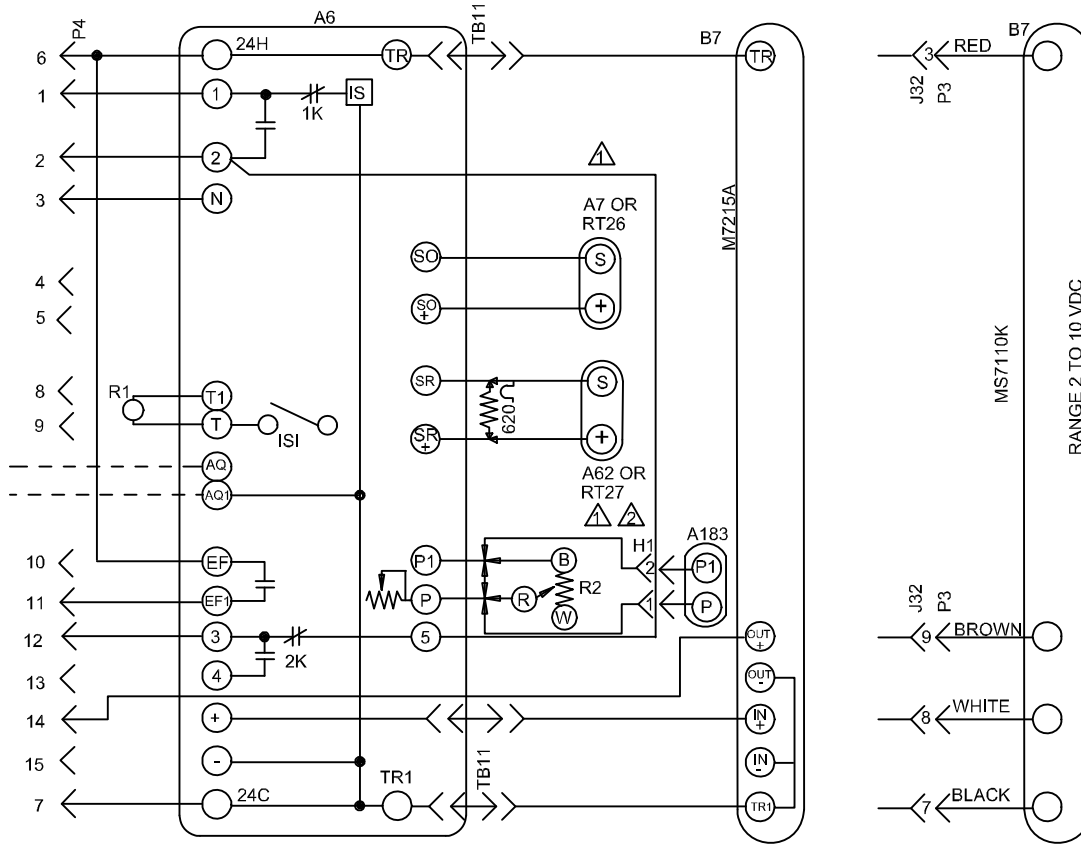 A6
TB11
B7
B7
P4
6
24H
TR
TR
3
RED
J32
P3
1
1
1K
IS
2
2
1
3
N
A7 OR
RT26
M7215A
SO
S
4
SO
+
+
5
MS7110K
RANGE 2 TO 10 VDC
8
R1
T1
SR
S
620
9
T
ISI
SR
+
+
AQ
A62 OR
RT27
AQ1
1
2
H1
A183
10
EF
P1
B
2
P1
11
EF1
P
R
R2
1
P
W
J32
P3
12
3
2K
5
OUT
+
9
BROWN
13
4
OUT
-
14
+
IN
+
8
WHITE
15
-
TR1
TB11
IN
-
7
24C
TR1
7
BLACK